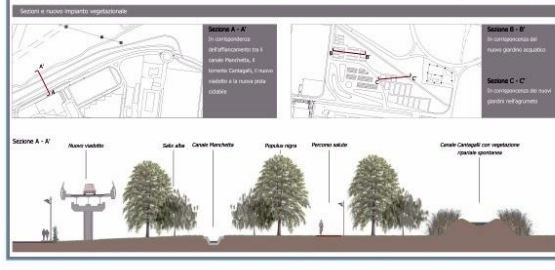 Sezioni e nuovo impianto vegetazionale
Sezione A - A'
In corrispondenza
dell'affiancamento tra il
canale Planchetta, il
torrente Cantagalli, il nuovo
viadotto e la nuova pista
ciclabile
A'
A
Sezione B - B'
In corrispondenza del
nuovo giardino acquatico
Sezione C - C'
In corrispondenza dei nuovi
giardini nell'agrumeto
C'
Sezione A - A'
Nuovo viadotto
Salix alba
Canale Planchetta
Populus nigra
Percorso salute
Canale Cantagalli con vegetazione
ripariale spontanea